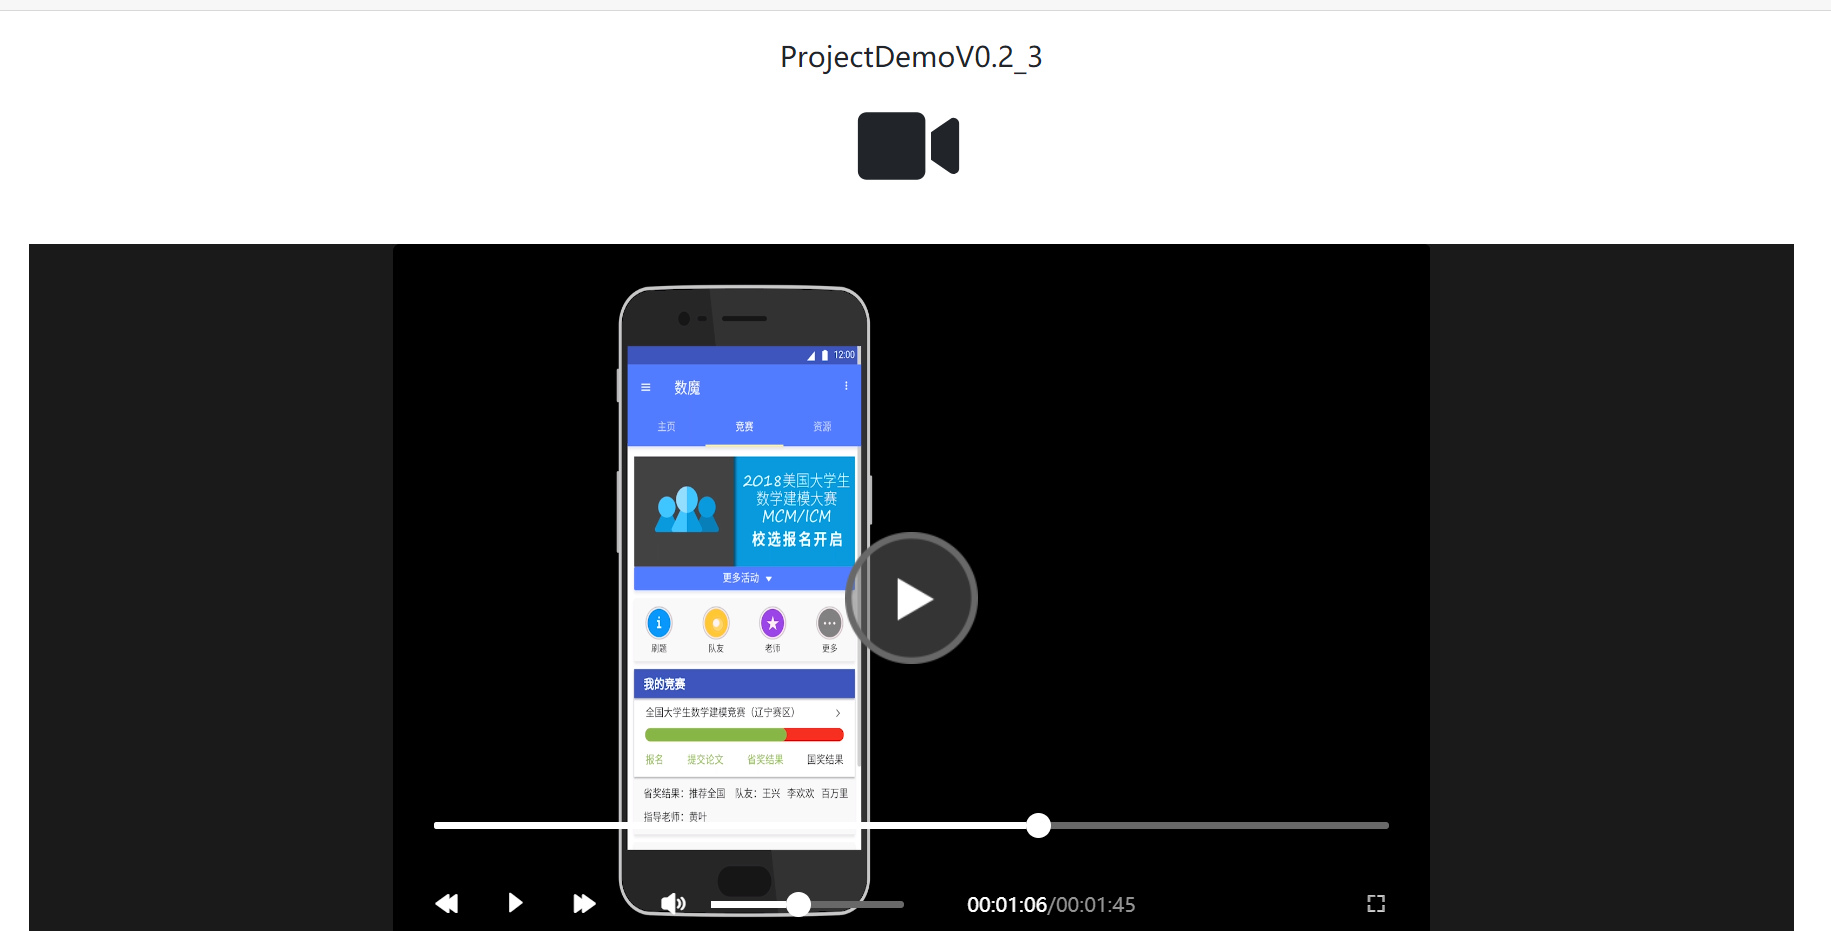 ProjectDemoV0.2_3
12:00
数魔
主页 竞赛 资源
2018美国大学生
数学建模大赛
MCM/ICM
校选报名开启
更多活动
刷题 队友 老师 更多
我的竞赛
全国大学生数学建模竞赛（辽宁赛区）
报名 提交论文 省奖结果 国奖结果
省奖结果：推荐全国 队友：王兴 李欢欢 百万里
指导老师：黄叶
00:01:06/00:01:45